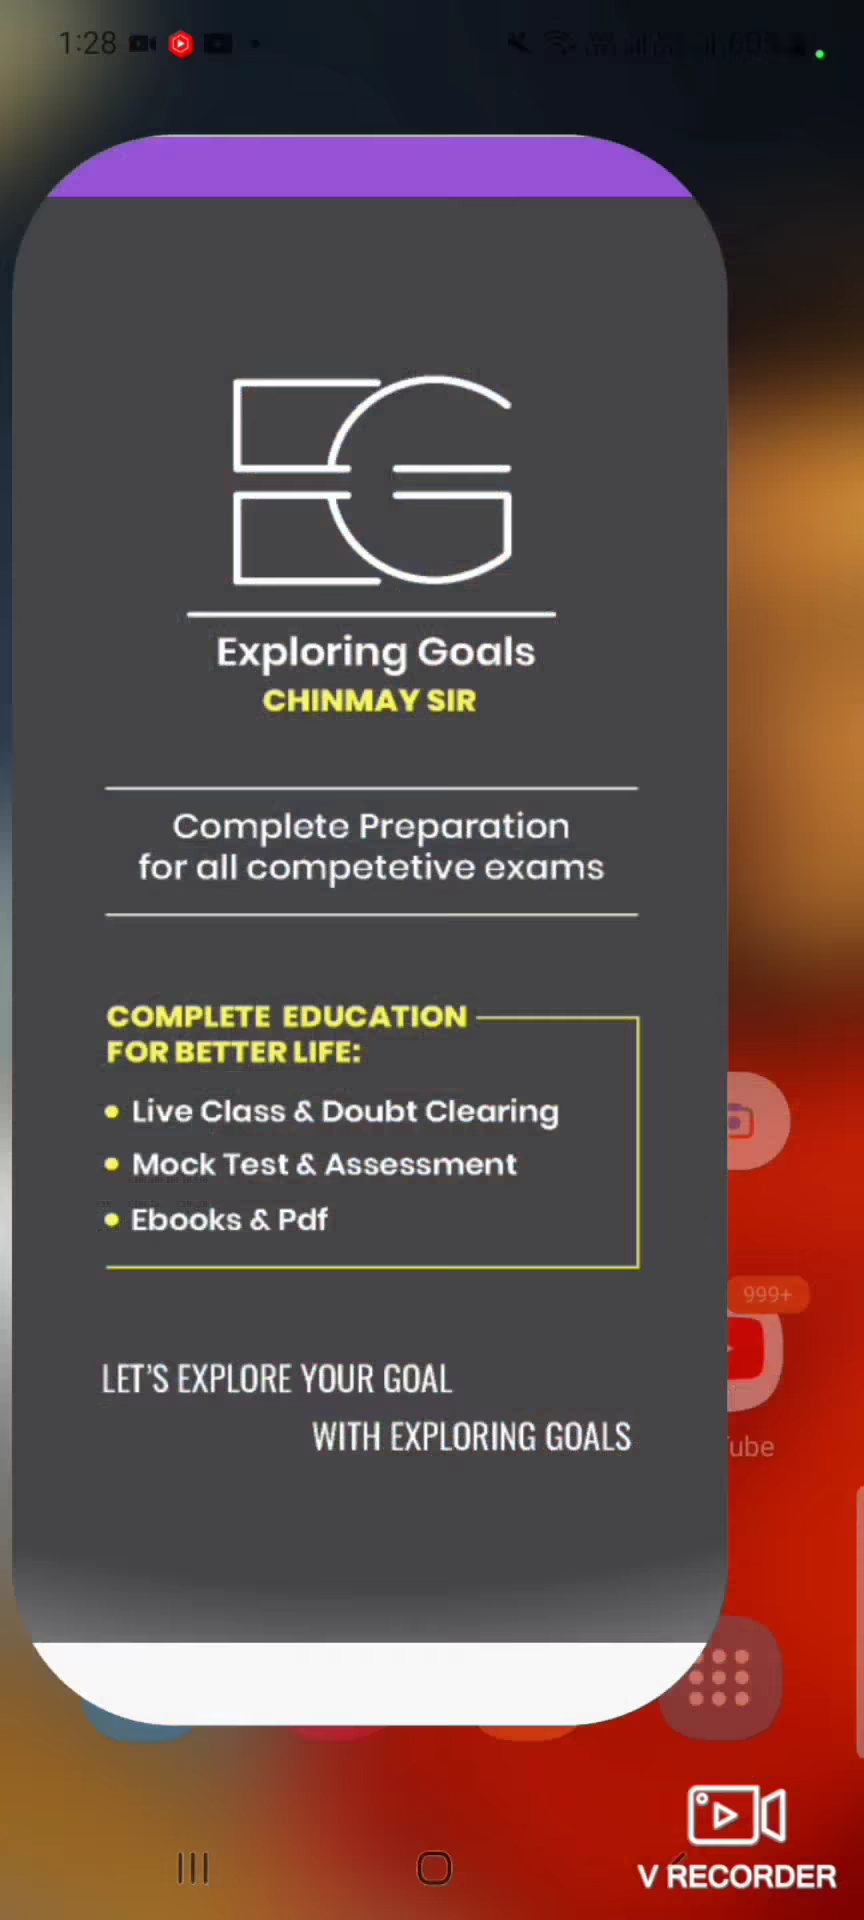 1:28
60%
EG
Exploring Goals
CHINMAY SIR
Complete Preparation
for all competetive exams
COMPLETE EDUCATION
FOR BETTER LIFE:
• Live Class & Doubt Clearing
• Mock Test & Assessment
• Ebooks & Pdf
999+
LET'S EXPLORE YOUR GOAL
WITH EXPLORING GOALS
ube
V RECORDER